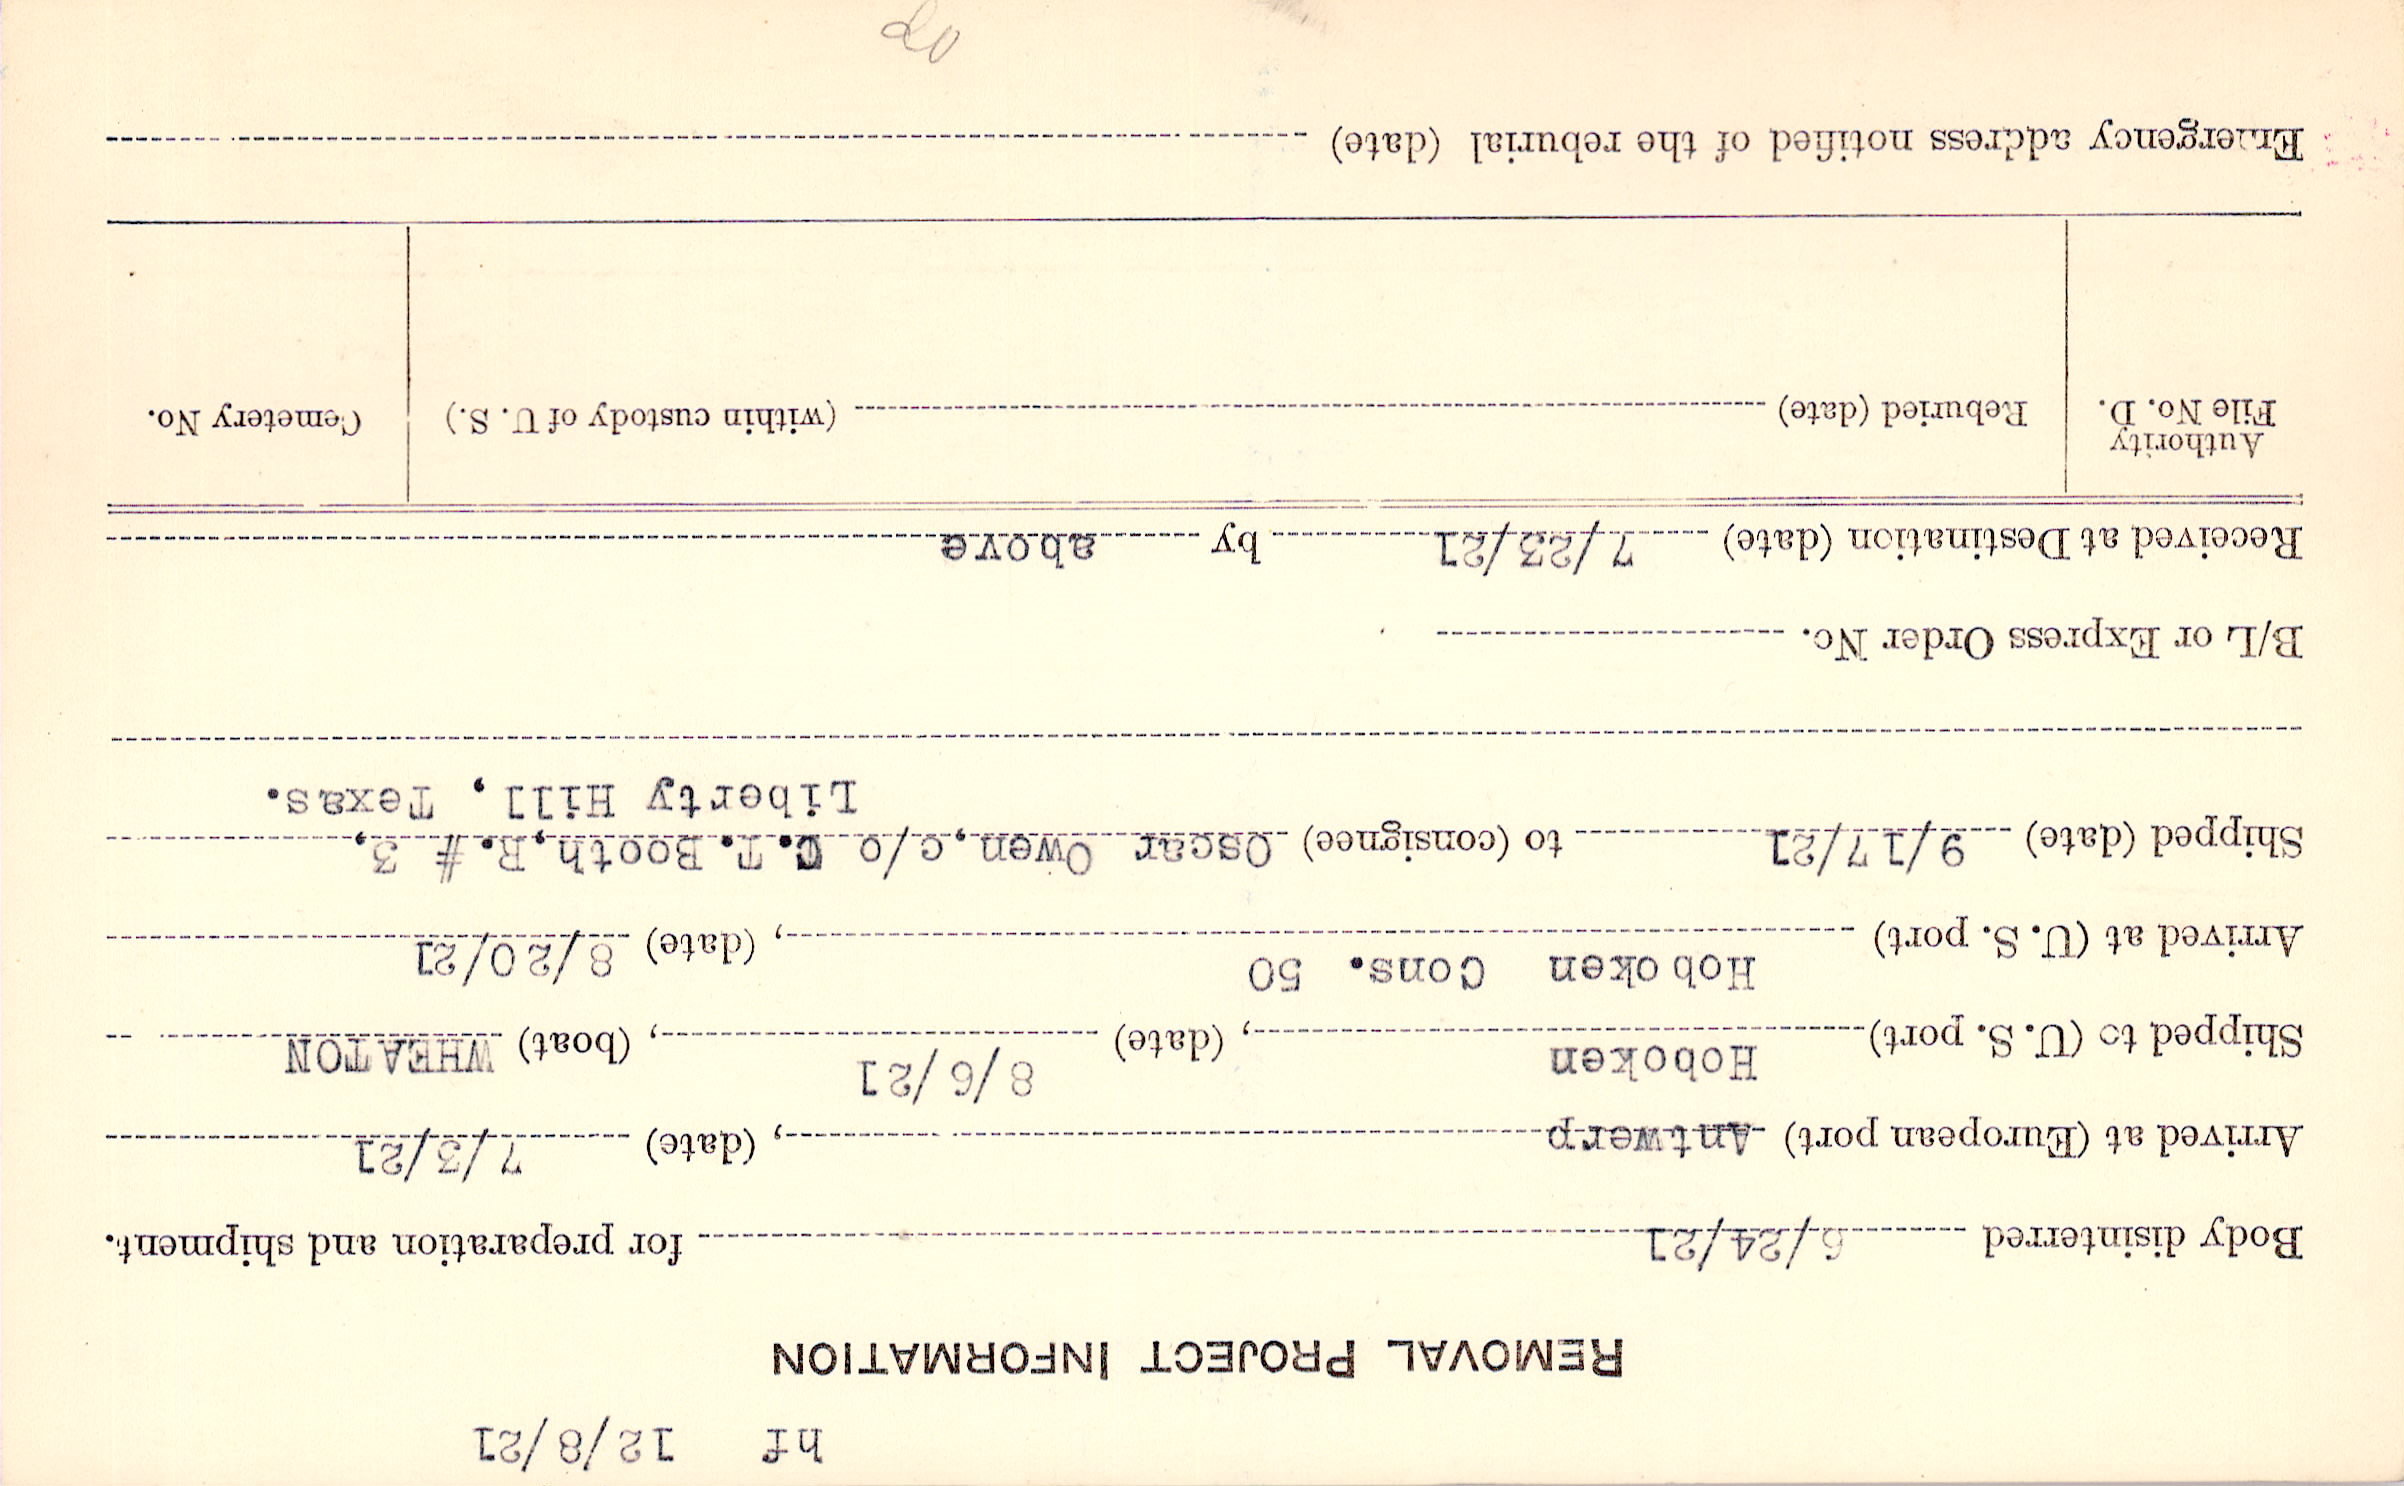 hf 12/8/21
REMOVAL PROJECT INFORMATION
Body disinterred 6/24/21 for preparation and shipment.
Arrived at (European port) Antwerp, (date) 7/3/21
Shipped to (U. S. port) Hoboken, (date) 8/6/21, (boat) WHEATON
Arrived at (U. S. port) Hoboken Cons. 50, (date) 8/20/21
Shipped (date) 9/17/21 to (consignee) Oscar Owen, c/o C. T. Booth, R. # 3,
Liberty Hill, Texas.
B/L or Express Order No.
Received at Destination (date) 7/23/21 by above
Authority
File No. D.
Reburied (date) (within custody of U. S.)
Cemetery No.
Emergency address notified of the reburial (date)